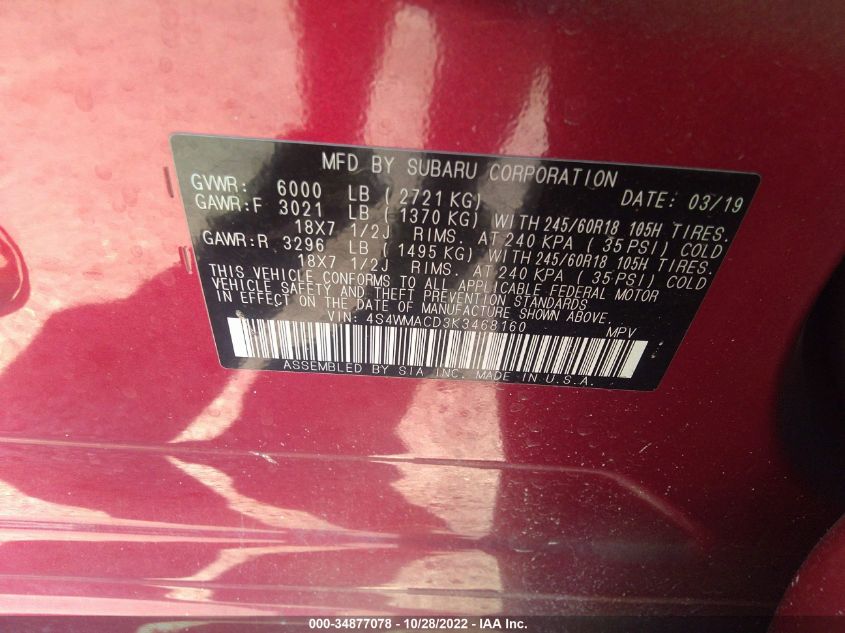 MFD BY SUBARU CORPORATION
GVWR: 6000 LB ( 2721 KG) DATE: 03/19
GAWR:F 3021 LB ( 1370 KG) WITH 245/60R18 105H TIRES.
18X7 1/2J RIMS. AT 240 KPA ( 35 PSI) COLD
GAWR:R 3296 LB ( 1495 KG) WITH 245/60R18 105H TIRES.
18X7 1/2J RIMS. AT 240 KPA ( 35 PSI) COLD
THIS VEHICLE CONFORMS TO ALL APPLICABLE FEDERAL MOTOR
VEHICLE SAFETY AND THEFT PREVENTION STANDARDS
IN EFFECT ON THE DATE OF MANUFACTURE SHOWN ABOVE.
VIN: 4S4WMACD3K3468160 MPV
ASSEMBLED BY SIA INC. MADE IN U.S.A.
000-34877078 - 10/28/2022 - IAA Inc.